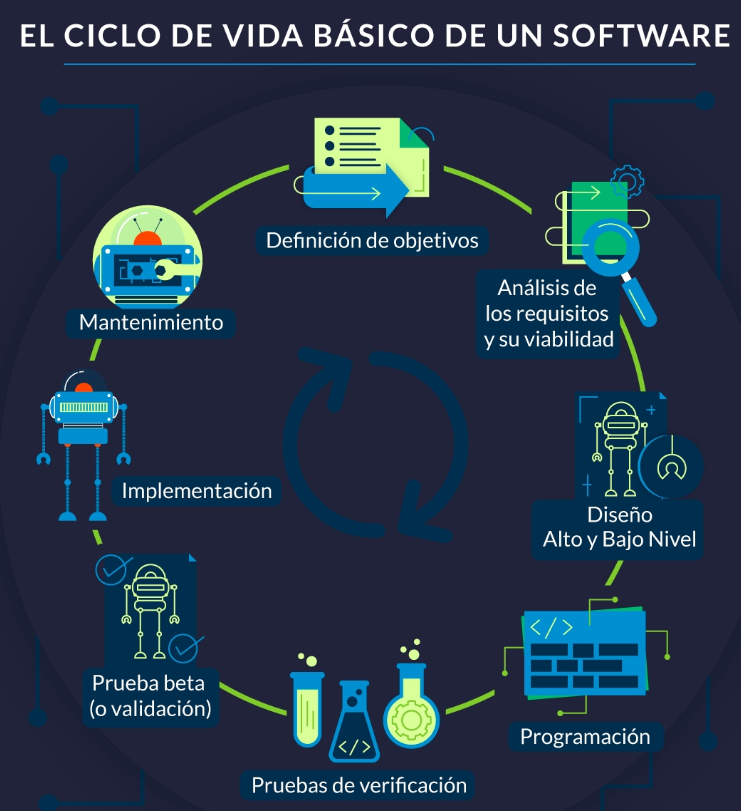 EL CICLO DE VIDA BÁSICO DE UN SOFTWARE
Definición de objetivos
Análisis de
los requisitos
y su viabilidad
Diseño
Alto y Bajo Nivel
</>
Programación
</>
Pruebas de verificación
Prueba beta
(o validación)
Implementación
Mantenimiento